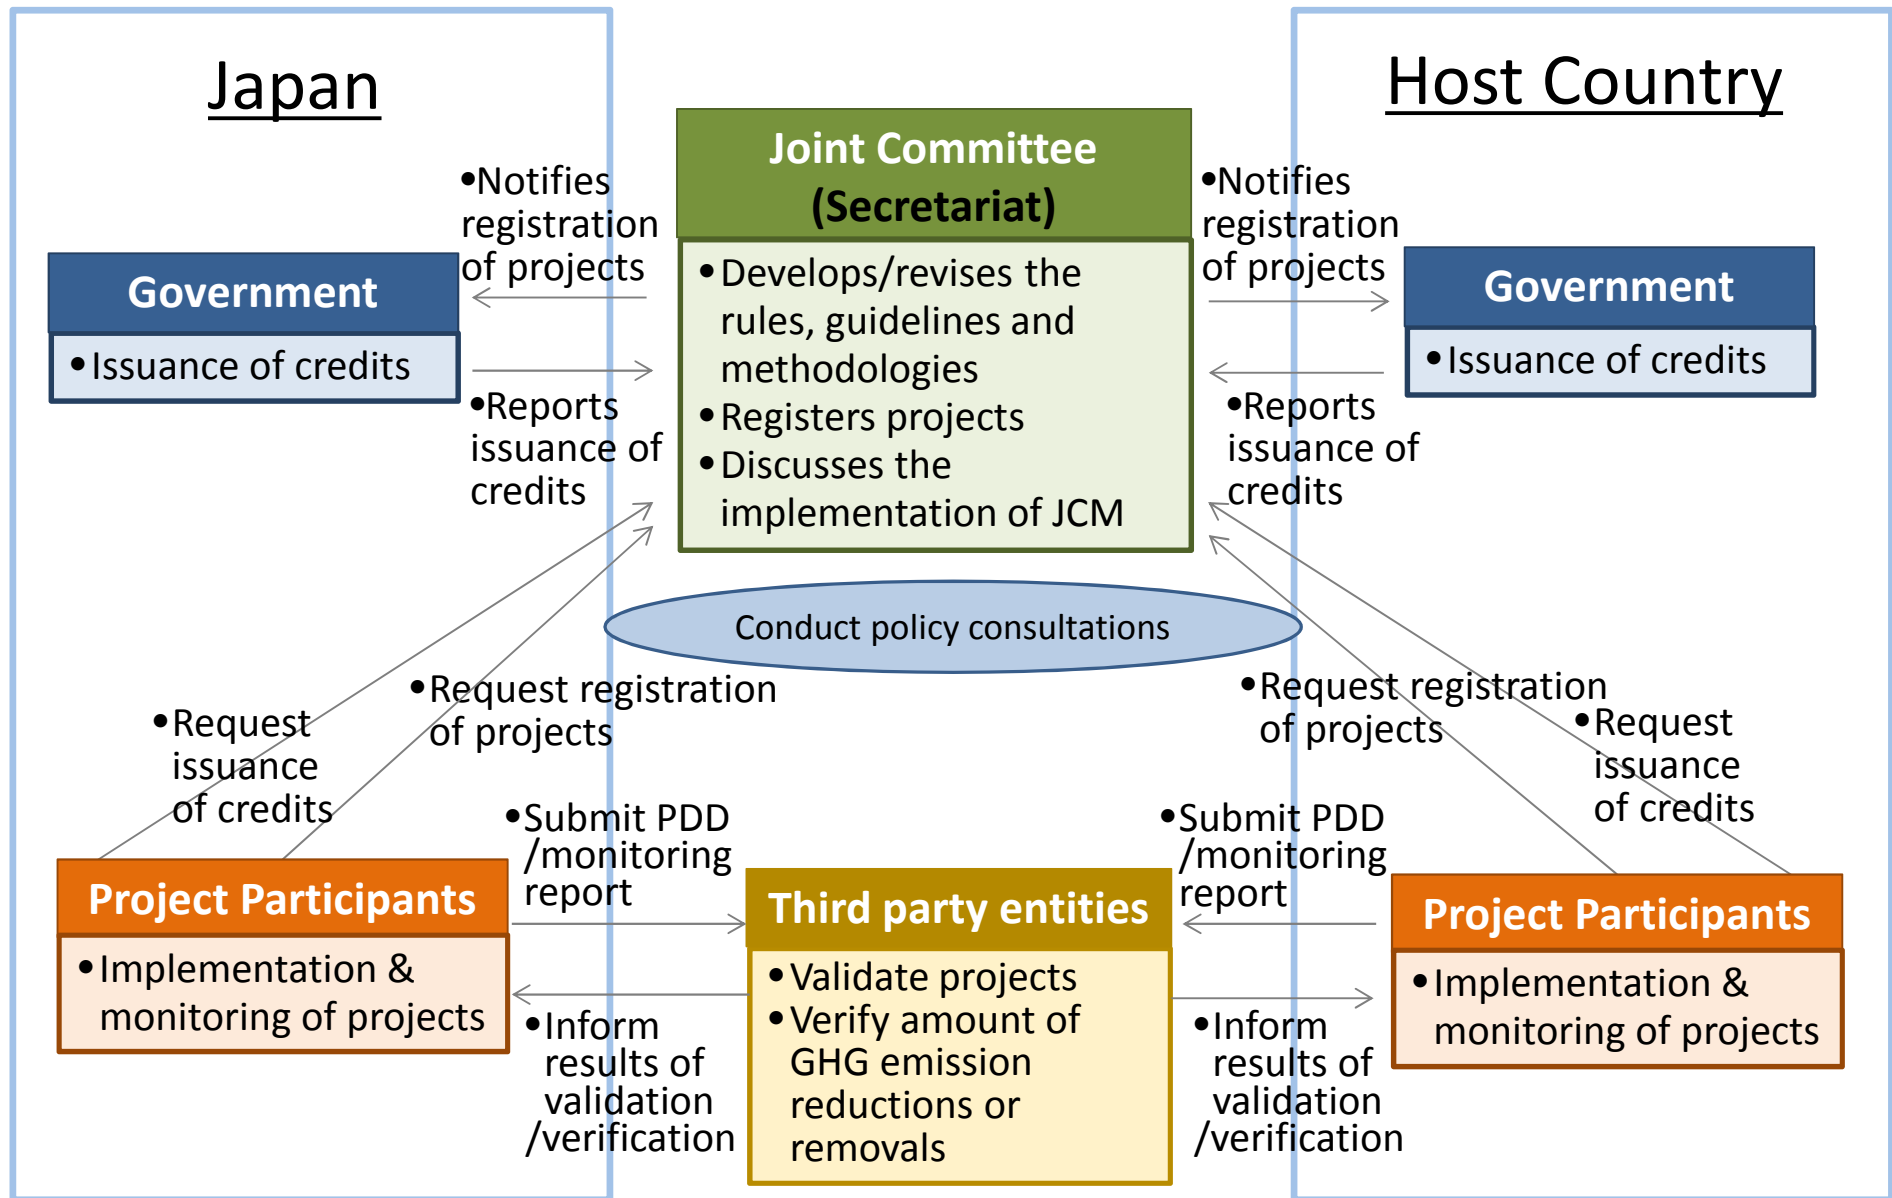 Japan
Host Country
Joint Committee
(Secretariat)
•Develops/revises the
rules, guidelines and
methodologies
•Registers projects
•Discusses the
implementation of JCM
•Notifies
registration
of projects
•Notifies
registration
of projects
Government
•Issuance of credits
Government
•Issuance of credits
•Reports
issuance of
credits
•Reports
issuance of
credits
Conduct policy consultations
•Request
issuance
of credits
•Request registration
of projects
•Request registration
of projects
•Request
issuance
of credits
•Submit PDD
/monitoring
report
•Submit PDD
/monitoring
report
Project Participants
•Implementation &
monitoring of projects
Third party entities
•Validate projects
•Verify amount of
GHG emission
reductions or
removals
Project Participants
•Implementation &
monitoring of projects
•Inform
results of
validation
/verification
•Inform
results of
validation
/verification